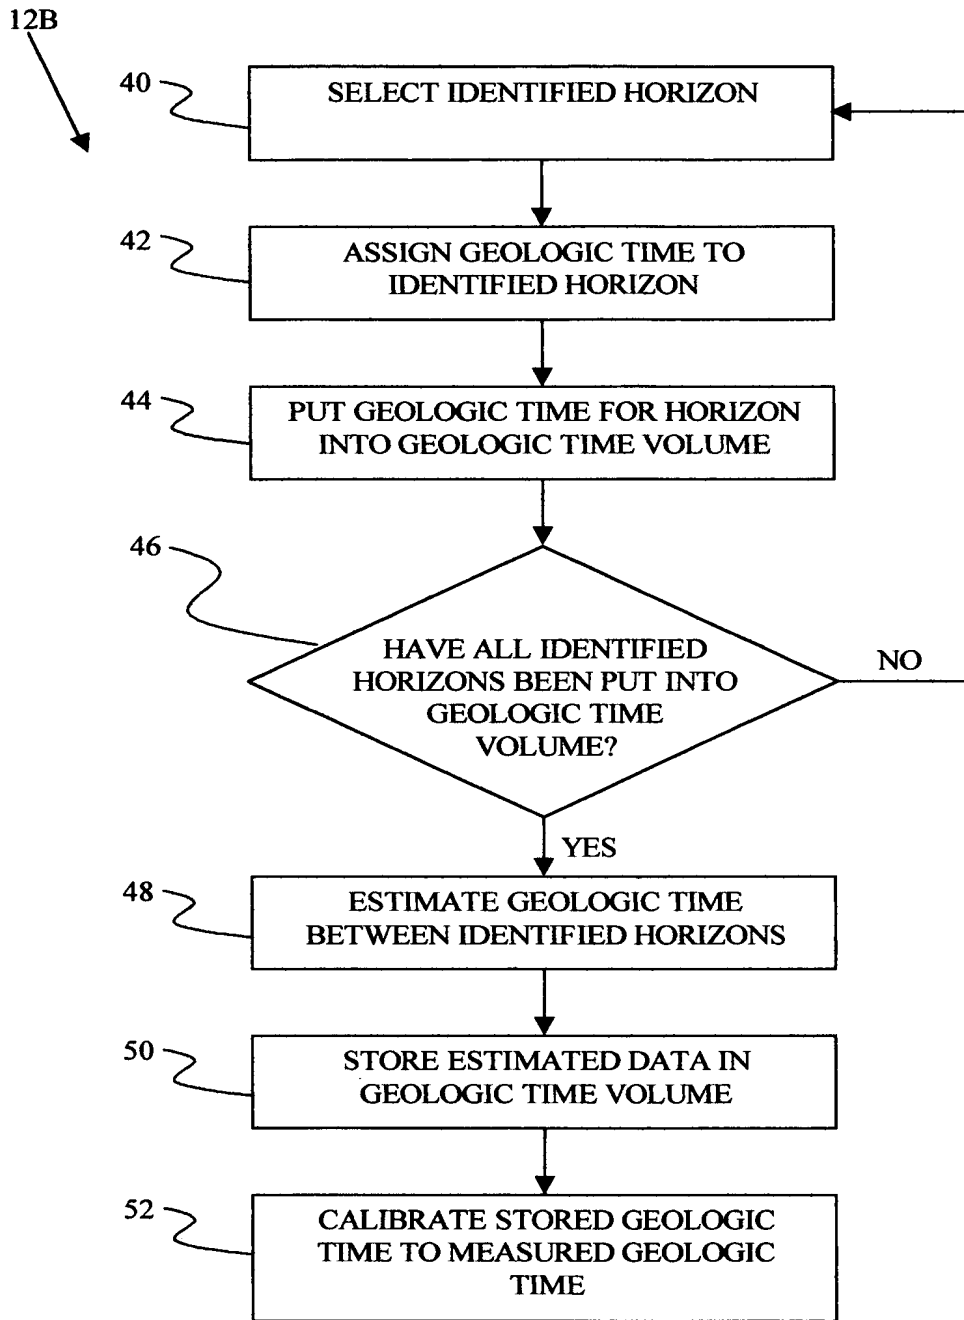 12B
40
SELECT IDENTIFIED HORIZON
42
ASSIGN GEOLOGIC TIME TO
IDENTIFIED HORIZON
44
PUT GEOLOGIC TIME FOR HORIZON
INTO GEOLOGIC TIME VOLUME
46
HAVE ALL IDENTIFIED
HORIZONS BEEN PUT INTO
GEOLOGIC TIME
VOLUME?
NO
YES
48
ESTIMATE GEOLOGIC TIME
BETWEEN IDENTIFIED HORIZONS
50
STORE ESTIMATED DATA IN
GEOLOGIC TIME VOLUME
52
CALIBRATE STORED GEOLOGIC
TIME TO MEASURED GEOLOGIC
TIME